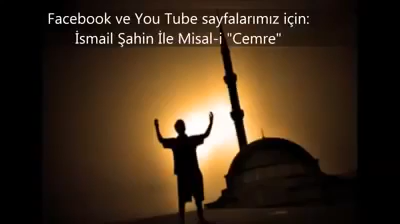 Facebook ve You Tube sayfalarımız için:
İsmail Şahin İle Misal-i "Cemre"